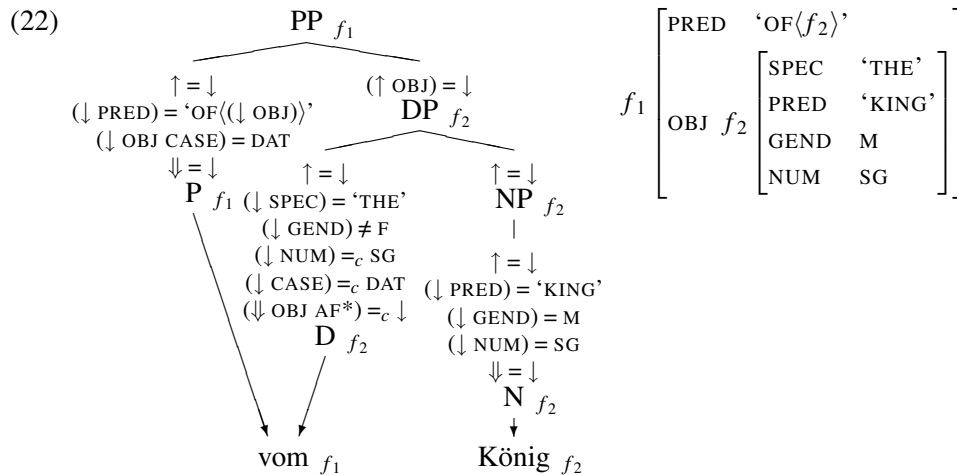 (22)
PP f1
↑ = ↓
(↓ PRED) = ‘OF⟨(↓ OBJ)⟩’
(↓ OBJ CASE) = DAT
⇓ = ↓
P f1
(↑ OBJ) = ↓
DP f2
↑ = ↓
(↓ SPEC) = ‘THE’
(↓ GEND) ≠ F
(↓ NUM) =c SG
(↓ CASE) =c DAT
(⇓ OBJ AF*) =c ↓
D f2
↑ = ↓
NP f2
↑ = ↓
(↓ PRED) = ‘KING’
(↓ GEND) = M
(↓ NUM) = SG
⇓ = ↓
N f2
vom f1
König f2
f1
PRED ‘OF⟨f2⟩’
OBJ f2
SPEC ‘THE’
PRED ‘KING’
GEND M
NUM SG